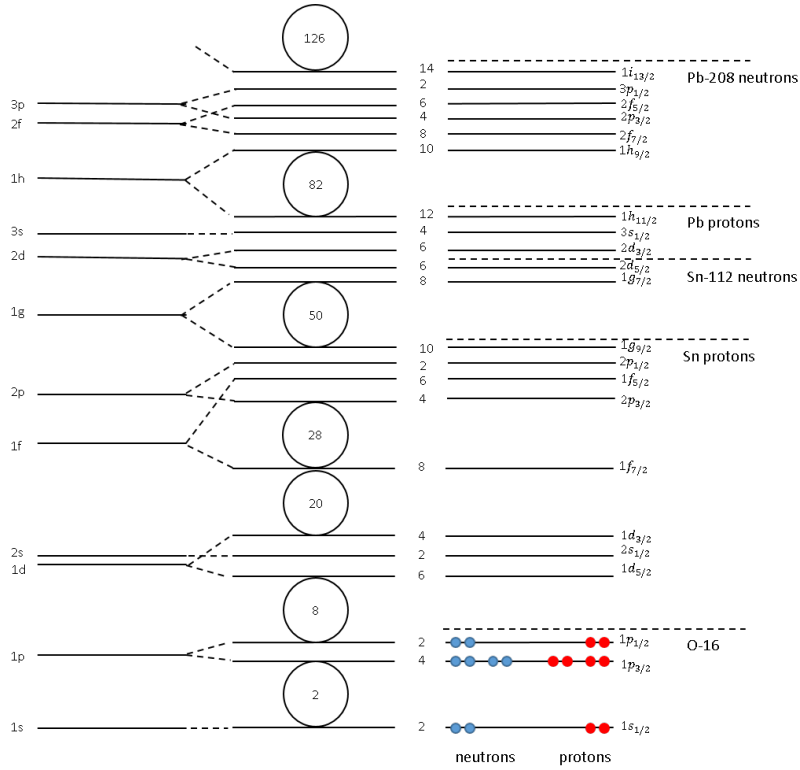 126
14 1i13/2
Pb-208 neutrons
2 3p1/2
3p
6 2f5/2
4 2p3/2
2f
8 2f7/2
10 1h9/2
1h
82
12 1h11/2
Pb protons
3s
4 3s1/2
6 2d3/2
2d
6 2d5/2
Sn-112 neutrons
8 1g7/2
1g
50
10 1g9/2
Sn protons
2 2p1/2
6 1f5/2
2p
4 2p3/2
28
1f
8 1f7/2
20
4 1d3/2
2s
2 2s1/2
1d
6 1d5/2
8
2 1p1/2
O-16
1p
4 1p3/2
2
1s
2 1s1/2
neutrons protons